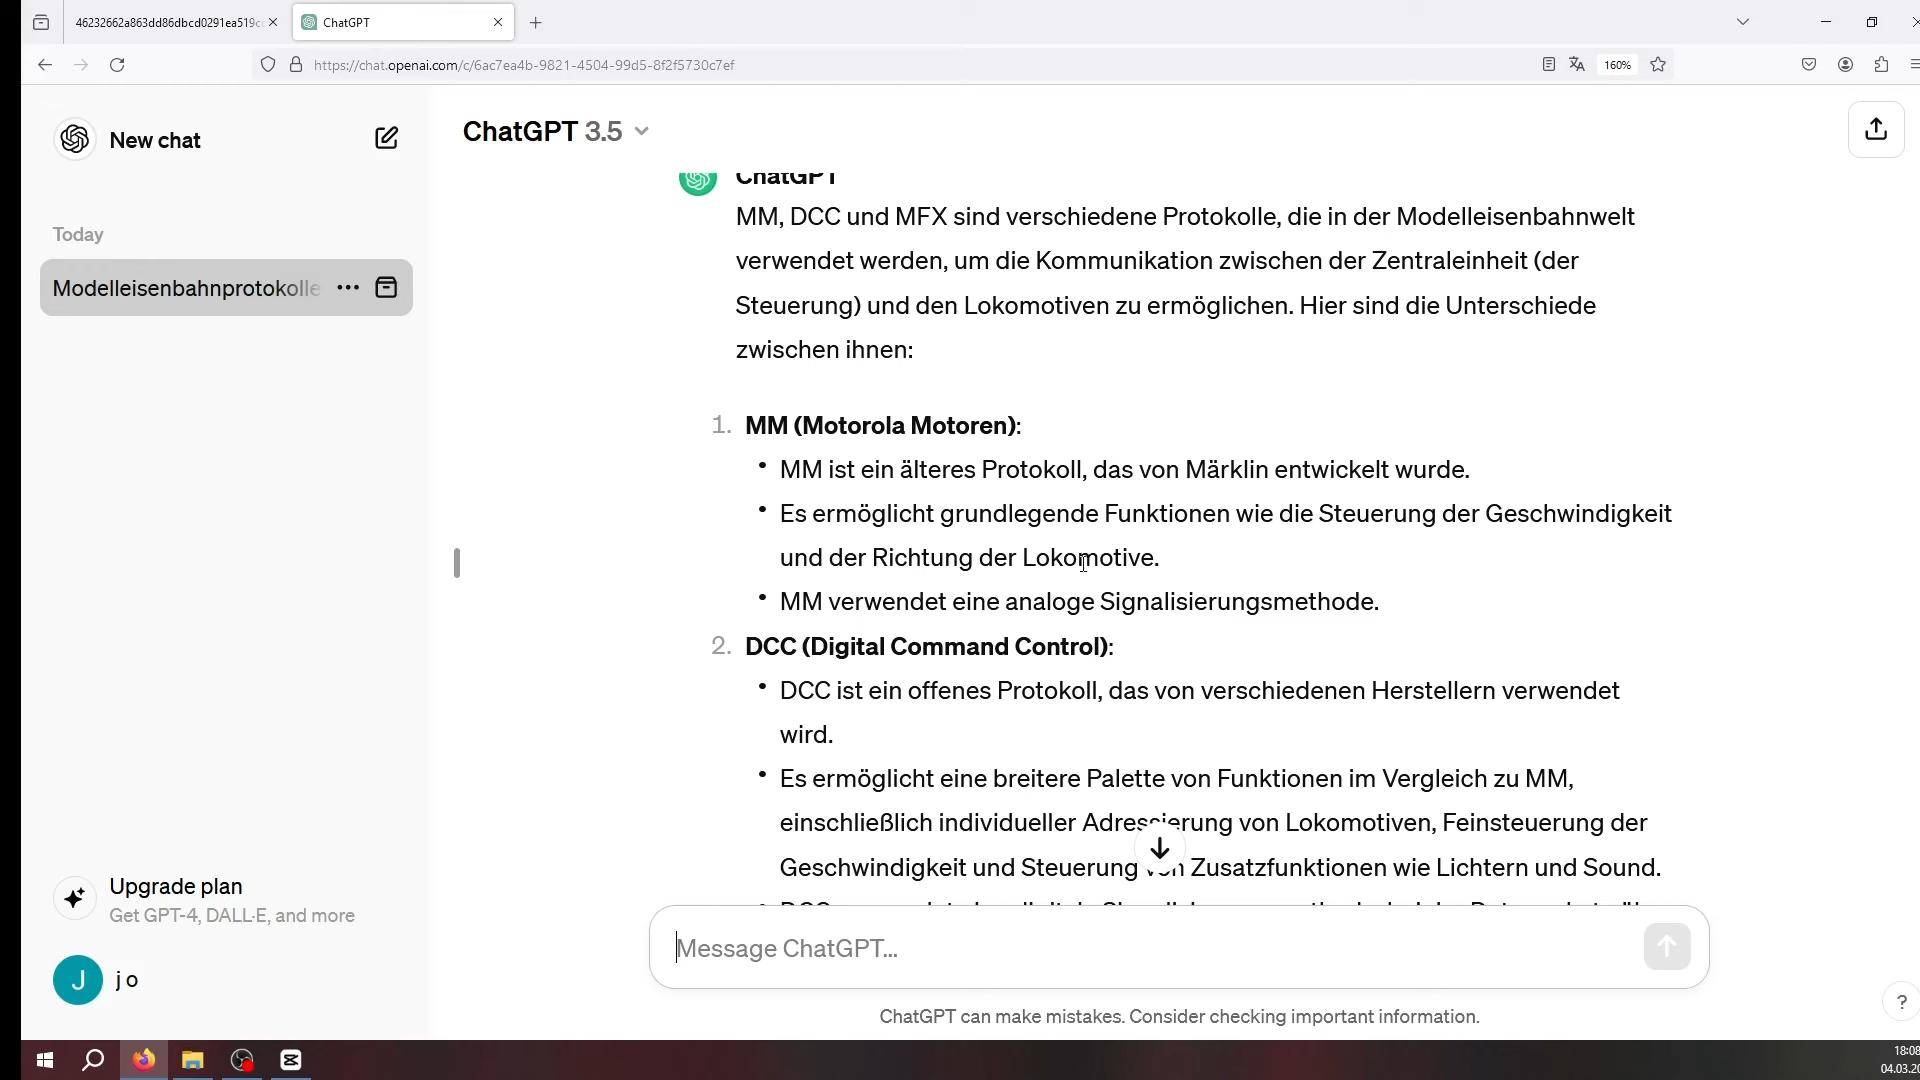 46232662a863dd86dbcd0291ea519c
ChatGPT
https://chat.openai.com/c/6ac7ea4b-9821-4504-99d5-8f2f5730c7ef
160%
New chat
ChatGPT 3.5
Today
Modelleisenbahnprotokolle
ChatGPT
MM, DCC und MFX sind verschiedene Protokolle, die in der Modelleisenbahnwelt
verwendet werden, um die Kommunikation zwischen der Zentraleinheit (der
Steuerung) und den Lokomotiven zu ermöglichen. Hier sind die Unterschiede
zwischen ihnen:
1. MM (Motorola Motoren):
• MM ist ein älteres Protokoll, das von Märklin entwickelt wurde.
• Es ermöglicht grundlegende Funktionen wie die Steuerung der Geschwindigkeit
und der Richtung der Lokomotive.
• MM verwendet eine analoge Signalisierungsmethode.
2. DCC (Digital Command Control):
• DCC ist ein offenes Protokoll, das von verschiedenen Herstellern verwendet
wird.
• Es ermöglicht eine breitere Palette von Funktionen im Vergleich zu MM,
einschließlich individueller Adressierung von Lokomotiven, Feinsteuerung der
Geschwindigkeit und Steuerung von Zusatzfunktionen wie Lichtern und Sound.
Upgrade plan
Get GPT-4, DALL·E, and more
J
j o
Message ChatGPT...
ChatGPT can make mistakes. Consider checking important information.
?
18:08
04.03.20